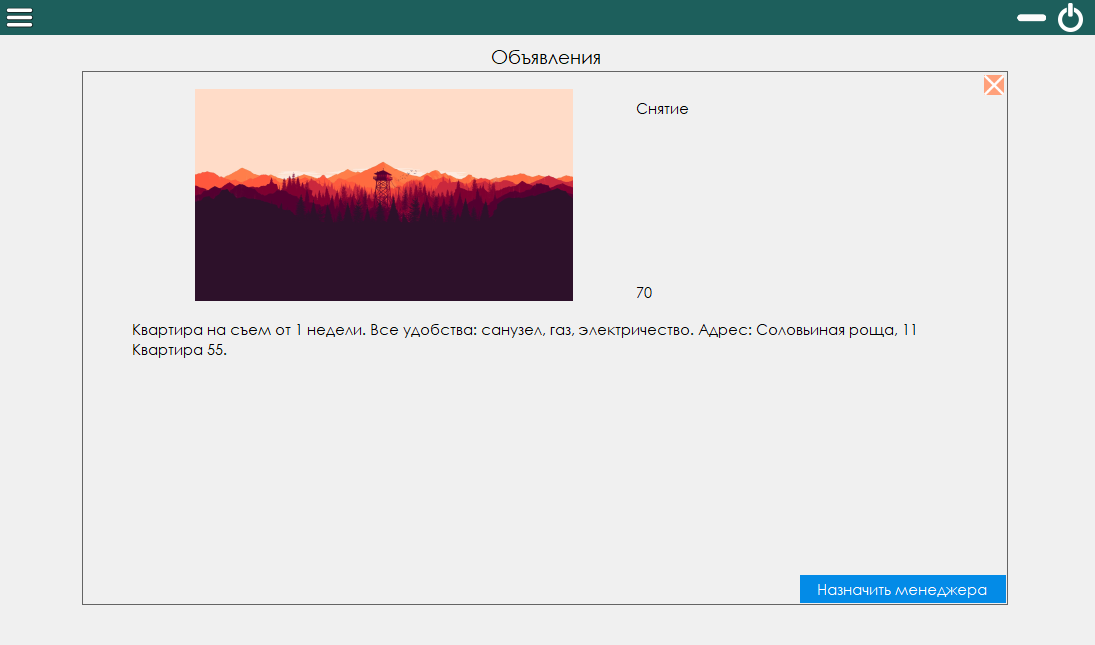 Объявления
Снятие
70
Квартира на съем от 1 недели. Все удобства: санузел, газ, электричество. Адрес: Соловьиная роща, 11
Квартира 55.
Назначить менеджера